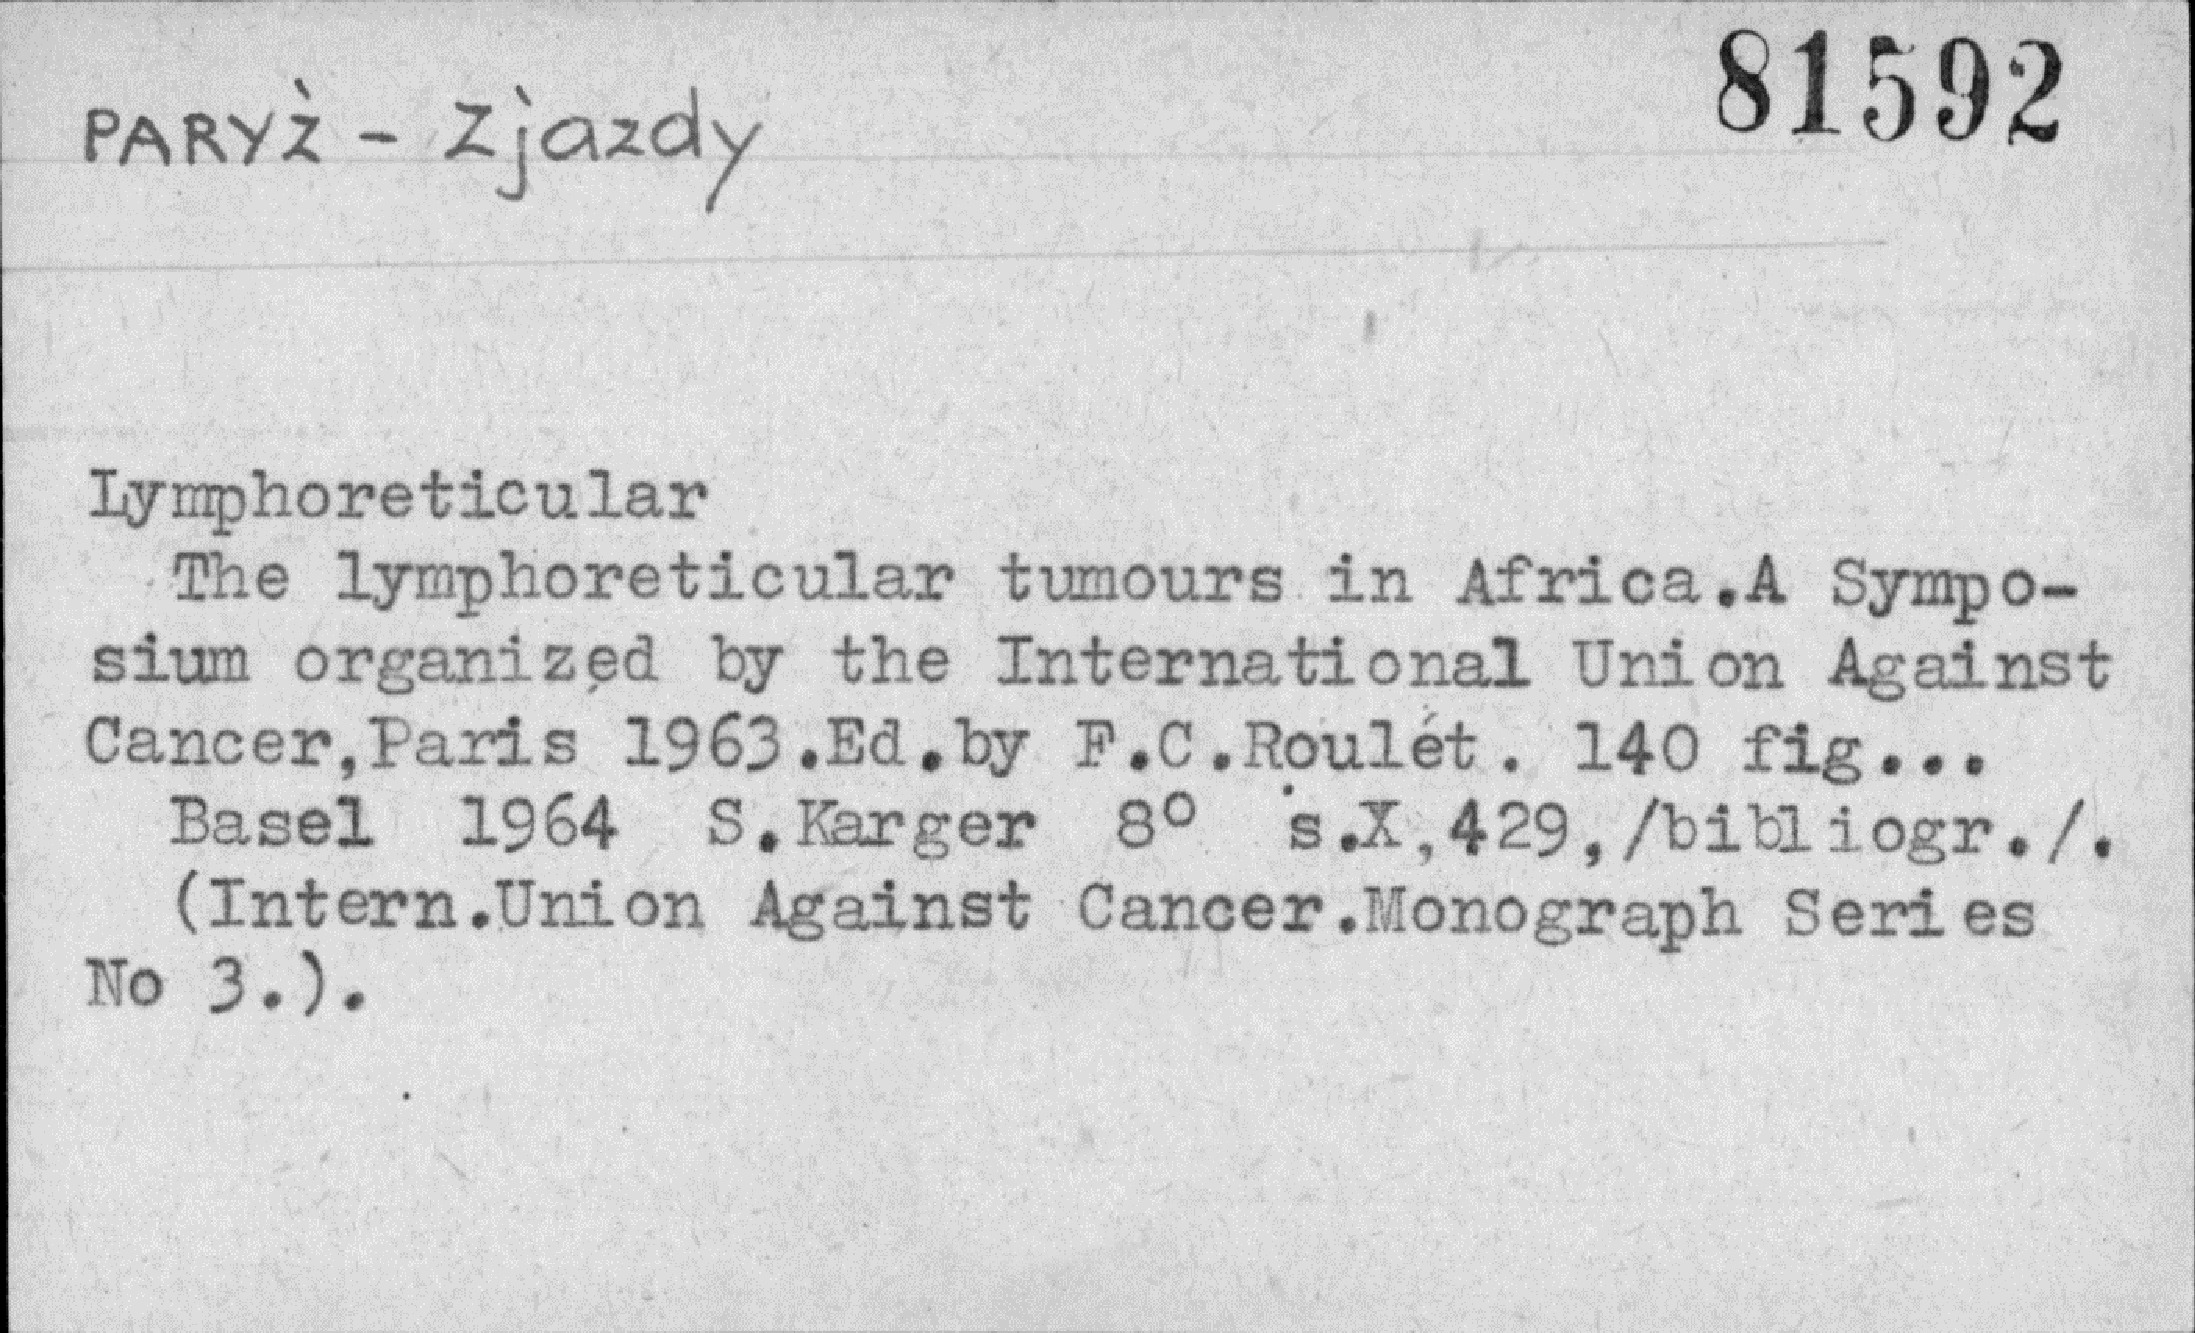 81592
PARYŻ - Zjazdy
Lymphoreticular
The lymphoreticular tumours in Africa.A Sympo-
sium organized by the International Union Against
Cancer,Paris 1963.Ed.by F.C.Roulét. 140 fig...
Basel 1964 S.Karger 8° s.X,429,/bibliogr./.
(Intern.Union Against Cancer.Monograph Series
No 3.).